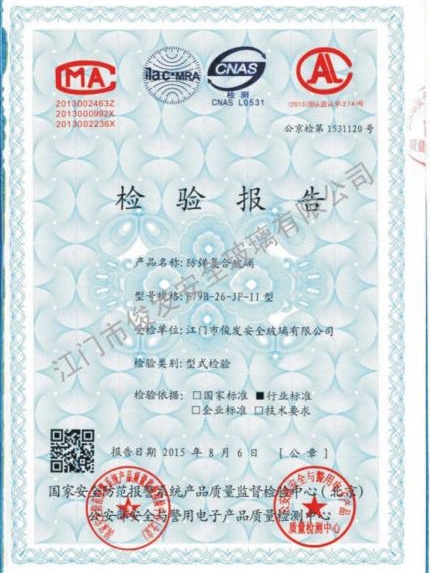 MA
ilac-MRA
CNAS
AL
2013002463Z
2013000992X
2013002236X
检测
CNAS L0531
(2013)国认监认字(274)号
公京检第 1531120 号
检验报告
产品名称:防弹复合玻璃
型号规格:F79B-26-JF-II 型
受检单位:江门市俊发安全玻璃有限公司
检验类别:型式检验
检验依据:□国家标准 ■行业标准
□企业标准 □技术要求
报告日期 2015 年 8 月 6 日 [公章]
国家安全防范报警系统产品质量监督检验中心(北京)
公安部安全与警用电子产品质量检测中心
江门市俊发安全玻璃有限公司
质量检测中心